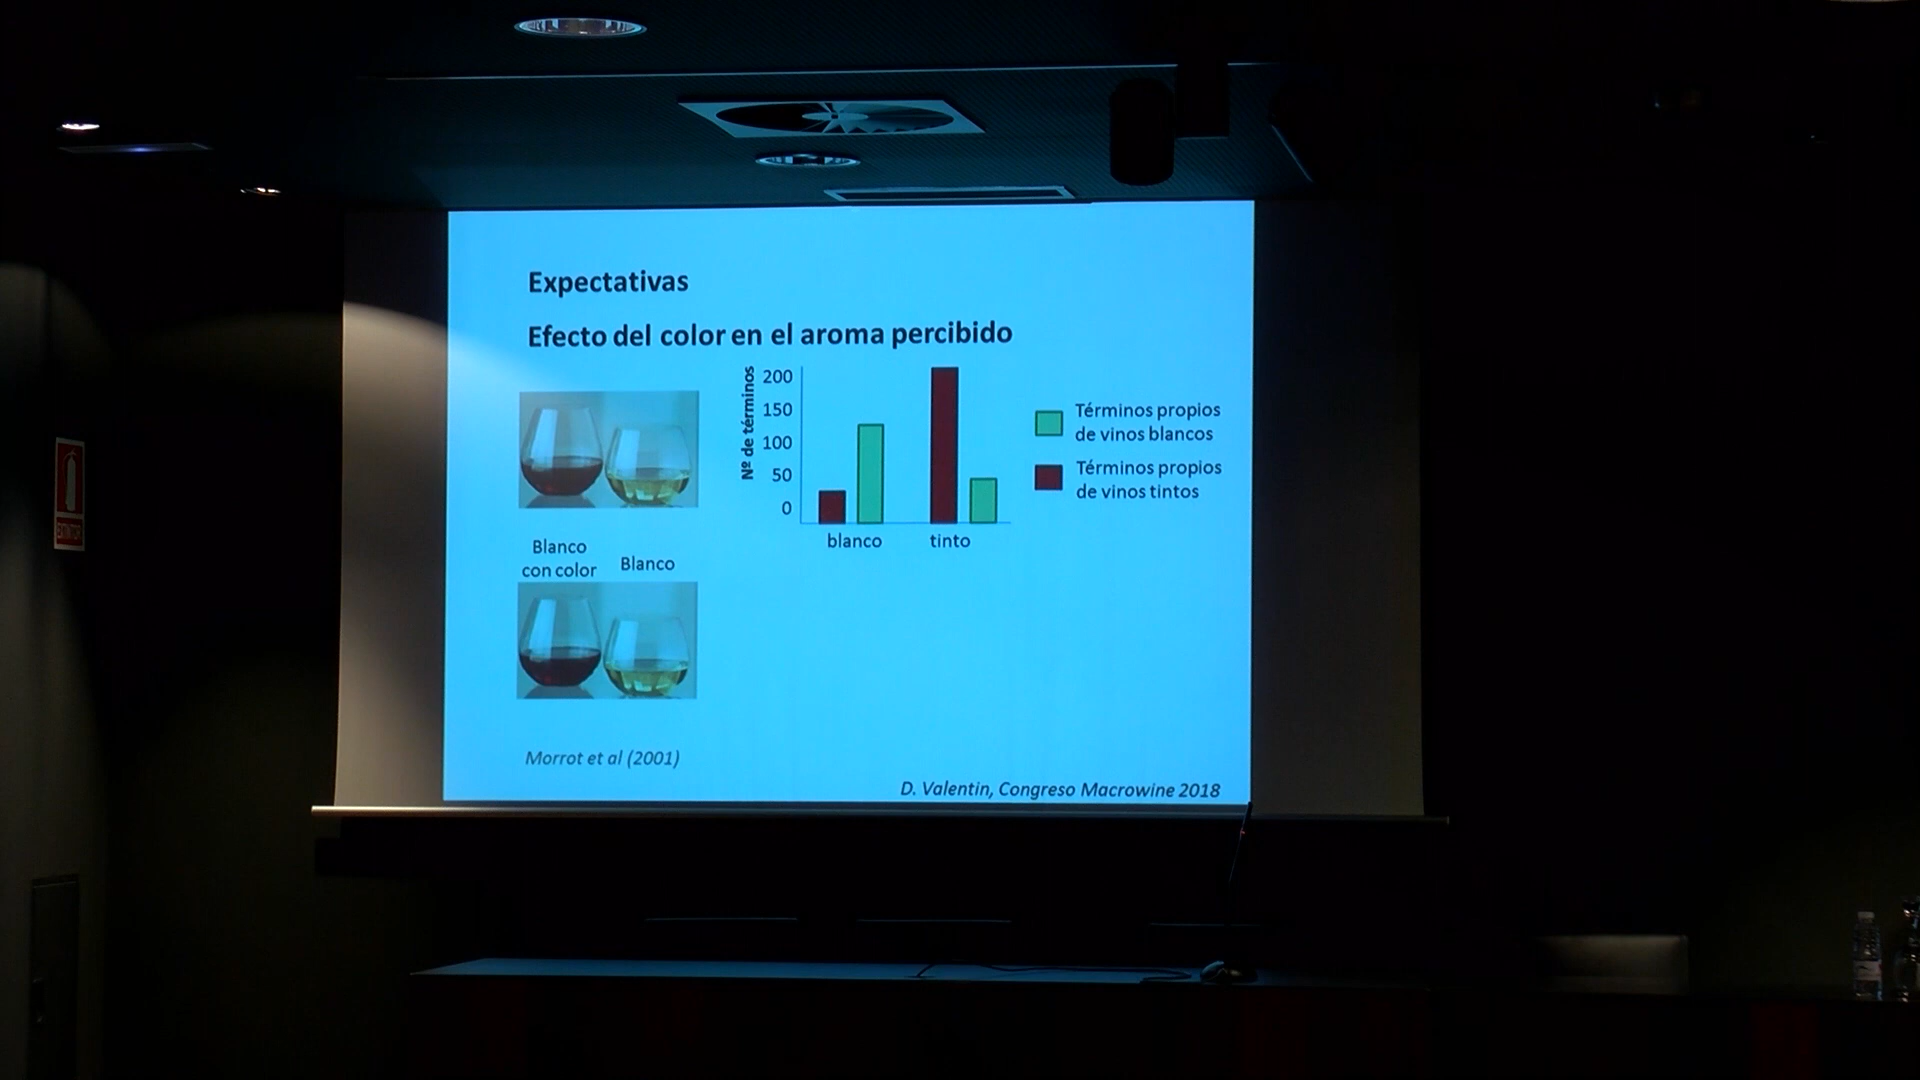 Expectativas
Efecto del color en el aroma percibido
Nº de términos
200
150
100
50
0
blanco
tinto
Términos propios
de vinos blancos
Términos propios
de vinos tintos
Blanco
con color
Blanco
Morrot et al (2001)
D. Valentin, Congreso Macrowine 2018
EXTINTOR